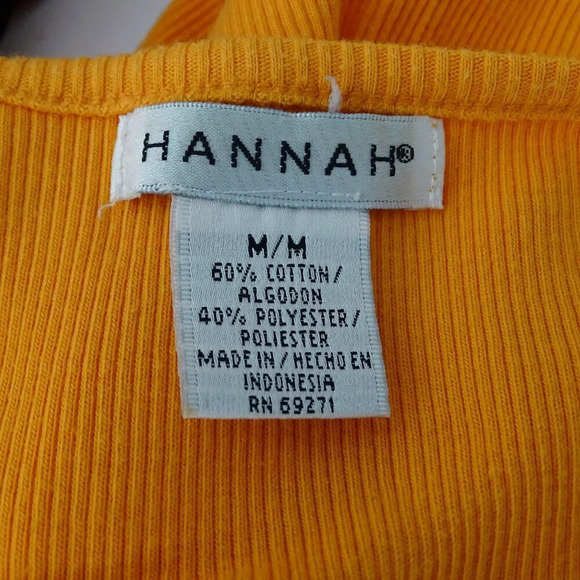 HANNAH®
M/M
60% COTTON/
ALGODON
40% POLYESTER/
POLIESTER
MADE IN/HECHO EN
INDONESIA
RN 69271